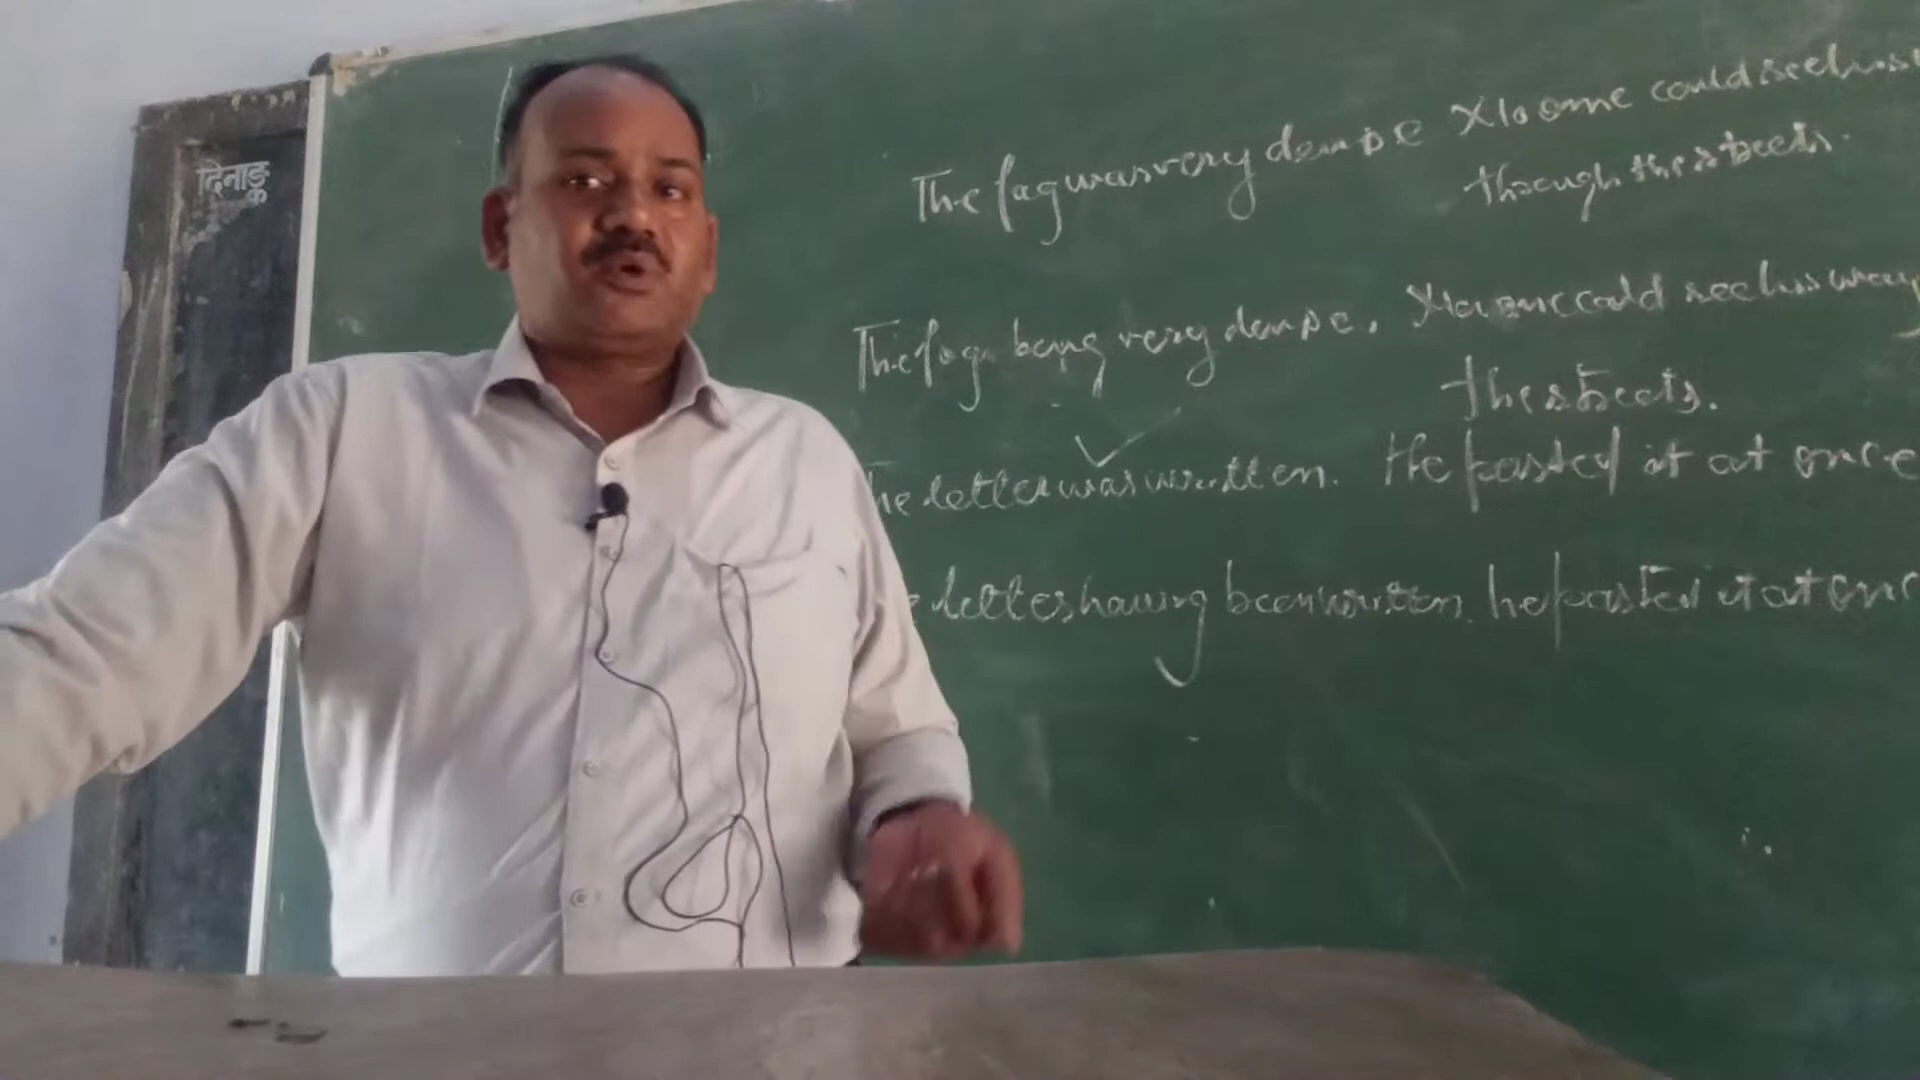 दिनाङ्क
The fog was very dense No one could see his
through the streets.
The fog being very dense, No one could see his way
the streets.
he letter was written. He posted it at once
letter having been written, he posted it at onc